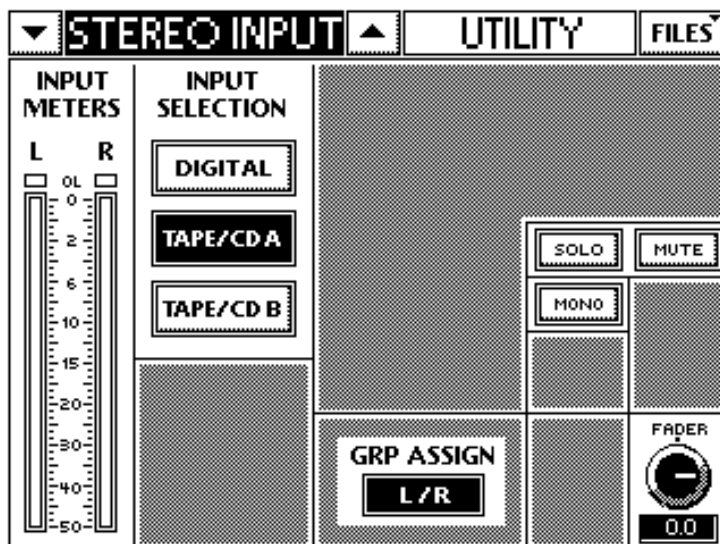 STEREO INPUT UTILITY FILES
INPUT METERS
L R
OL
0
2
6
10
15
20
30
40
50
INPUT SELECTION
DIGITAL
TAPE/CD A
TAPE/CD B
SOLO MUTE
MONO
GRP ASSIGN
L/R
FADER
0.0